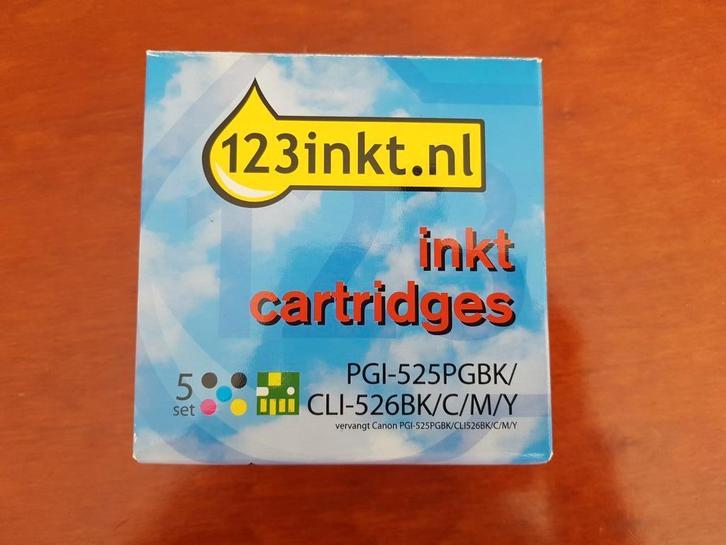 123inkt.nl
inkt
cartridges
5
set
PGI-525PGBK/
CLI-526BK/C/M/Y
vervangt Canon PGI-525PGBK/CLI526BK/C/M/Y